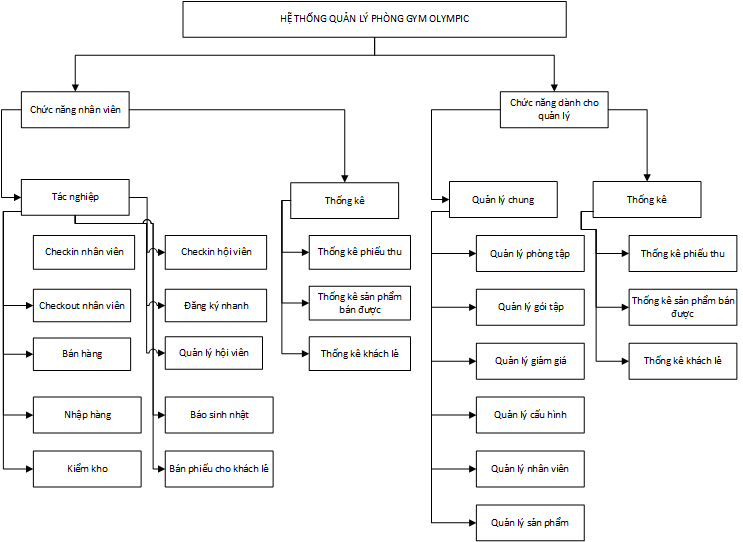 HỆ THỐNG QUẢN LÝ PHÒNG GYM OLYMPIC
Chức năng nhân viên
Chức năng dành cho
quản lý
Tác nghiệp
Thống kê
Quản lý chung
Thống kê
Checkin nhân viên
Checkin hội viên
Thống kê phiếu thu
Quản lý phòng tập
Thống kê phiếu thu
Checkout nhân viên
Đăng ký nhanh
Thống kê sản phẩm
bán được
Quản lý gói tập
Thống kê sản phẩm bán
được
Bán hàng
Quản lý hội viên
Thống kê khách lẻ
Quản lý giảm giá
Thống kê khách lẻ
Nhập hàng
Báo sinh nhật
Quản lý cấu hình
Kiểm kho
Bán phiếu cho khách lẻ
Quản lý nhân viên
Quản lý sản phẩm